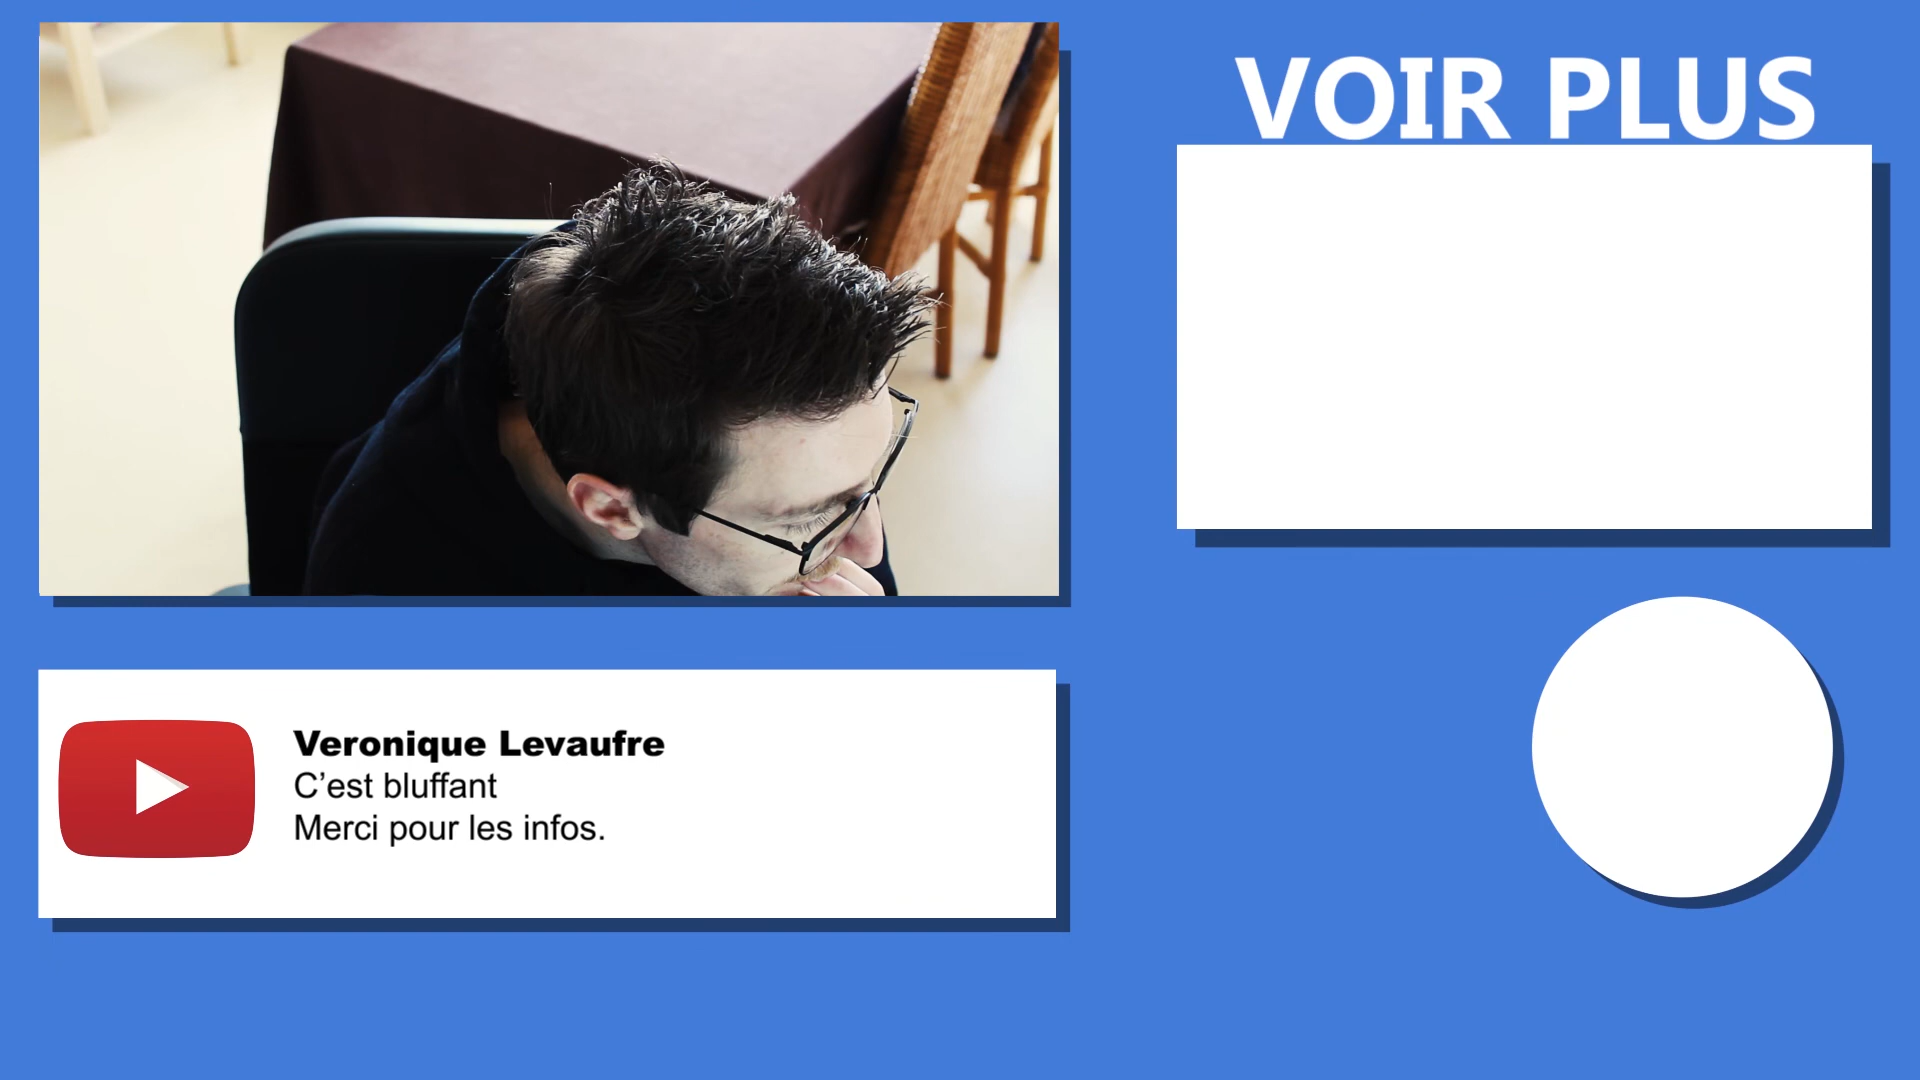 VOIR PLUS
Veronique Levaufre
C’est bluffant
Merci pour les infos.